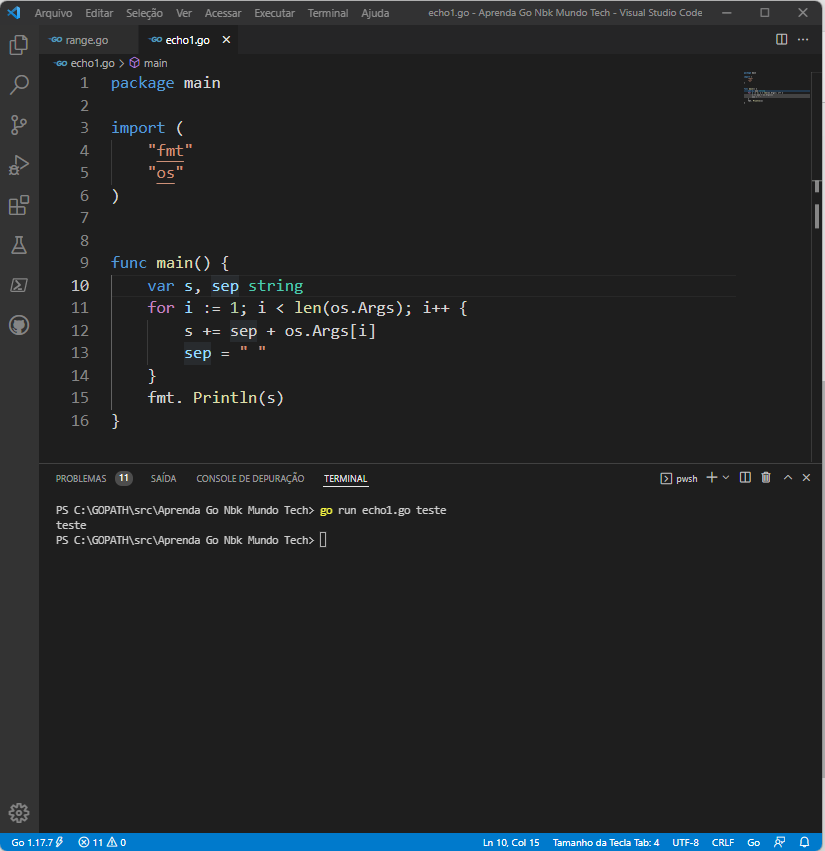 Arquivo Editar Seleção Ver Acessar Executar Terminal Ajuda echo1.go - Aprenda Go Nbk Mundo Tech - Visual Studio Code
GO range.go GO echo1.go
GO echo1.go > main
1 package main
2
3 import (
4 "fmt"
5 "os"
6 )
7
8
9 func main() {
10 var s, sep string
11 for i := 1; i < len(os.Args); i++ {
12 s += sep + os.Args[i]
13 sep = " "
14 }
15 fmt. Println(s)
16 }
PROBLEMAS 11 SAÍDA CONSOLE DE DEPURAÇÃO TERMINAL pwsh
PS C:\GOPATH\src\Aprenda Go Nbk Mundo Tech> go run echo1.go teste
teste
PS C:\GOPATH\src\Aprenda Go Nbk Mundo Tech>
Go 1.17.7 11 0 Ln 10, Col 15 Tamanho da Tecla Tab: 4 UTF-8 CRLF Go